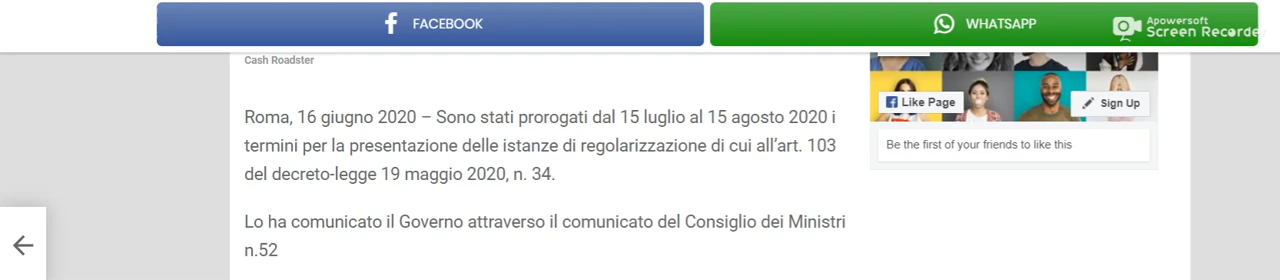 FACEBOOK
WHATSAPP
Apowersoft
Screen Recorder
Cash Roadster
Like Page
Sign Up
Be the first of your friends to like this
Roma, 16 giugno 2020 – Sono stati prorogati dal 15 luglio al 15 agosto 2020 i
termini per la presentazione delle istanze di regolarizzazione di cui all’art. 103
del decreto-legge 19 maggio 2020, n. 34.
Lo ha comunicato il Governo attraverso il comunicato del Consiglio dei Ministri
n.52